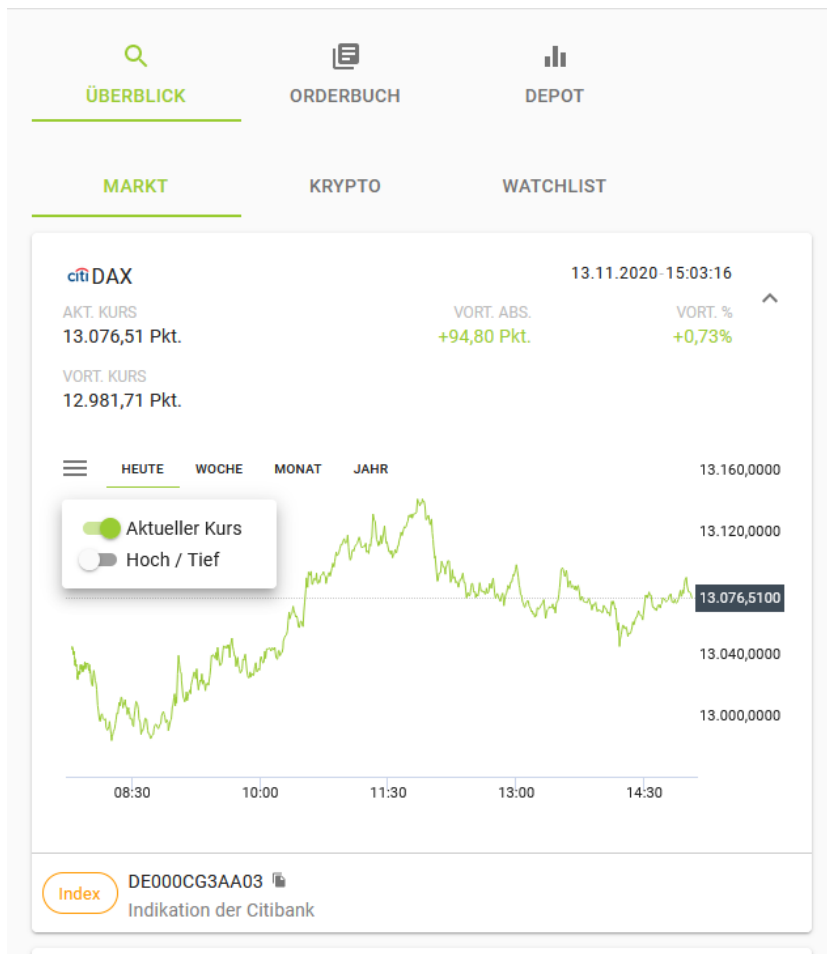 ÜBERBLICK ORDERBUCH DEPOT
MARKT KRYPTO WATCHLIST
citi DAX 13.11.2020-15:03:16
AKT. KURS VORT. ABS. VORT. %
13.076,51 Pkt. +94,80 Pkt. +0,73%
VORT. KURS
12.981,71 Pkt.
HEUTE WOCHE MONAT JAHR 13.160,0000
Aktueller Kurs 13.120,0000
Hoch / Tief
13.076,5100
13.040,0000
13.000,0000
08:30 10:00 11:30 13:00 14:30
Index DE000CG3AA03
Indikation der Citibank